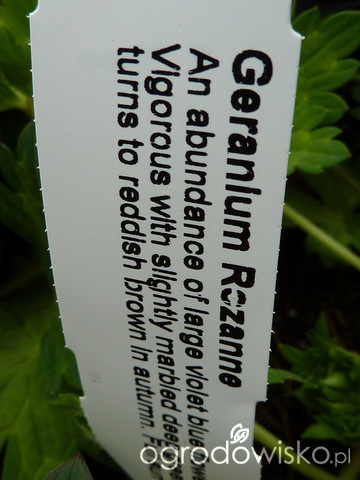 Geranium Rozanne
An abundance of large violet blue
Vigorous with slightly marbled
turns to reddish brown in autumn.
ogrodowisko.pl